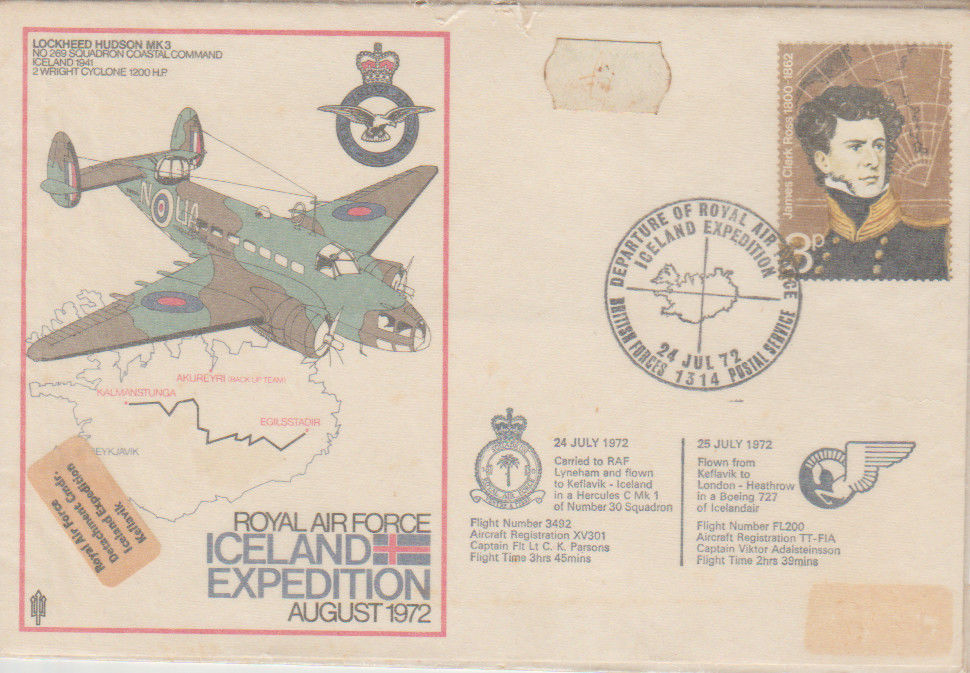 LOCKHEED HUDSON MK3
NO 269 SQUADRON COASTAL COMMAND
ICELAND 1941
2 WRIGHT CYCLONE 1200 H.P.
N UA
AKUREYRI (BACK UP TEAM)
KALMANSTUNGA
EGILSSTADIR
EYKJAVIK
Royal Air Force
Detachment Cmdr.
Iceland Expedition
Keflavik
ROYAL AIR FORCE
ICELAND
EXPEDITION
AUGUST 1972
James Clark Ross 1800-1862
3p
DEPARTURE OF ROYAL AIR FORCE
ICELAND EXPEDITION
24 JUL 72
BRITISH FORCES 1314 POSTAL SERVICE
24 JULY 1972
Carried to RAF
Lyneham and flown
to Keflavik - Iceland
in a Hercules C Mk 1
of Number 30 Squadron
Flight Number 3492
Aircraft Registration XV301
Captain Flt Lt C. K. Parsons
Flight Time 3hrs 45mins
25 JULY 1972
Flown from
Keflavik to
London - Heathrow
in a Boeing 727
of Icelandair
Flight Number FL200
Aircraft Registration TT-FIA
Captain Viktor Adalsteinsson
Flight Time 2hrs 39mins